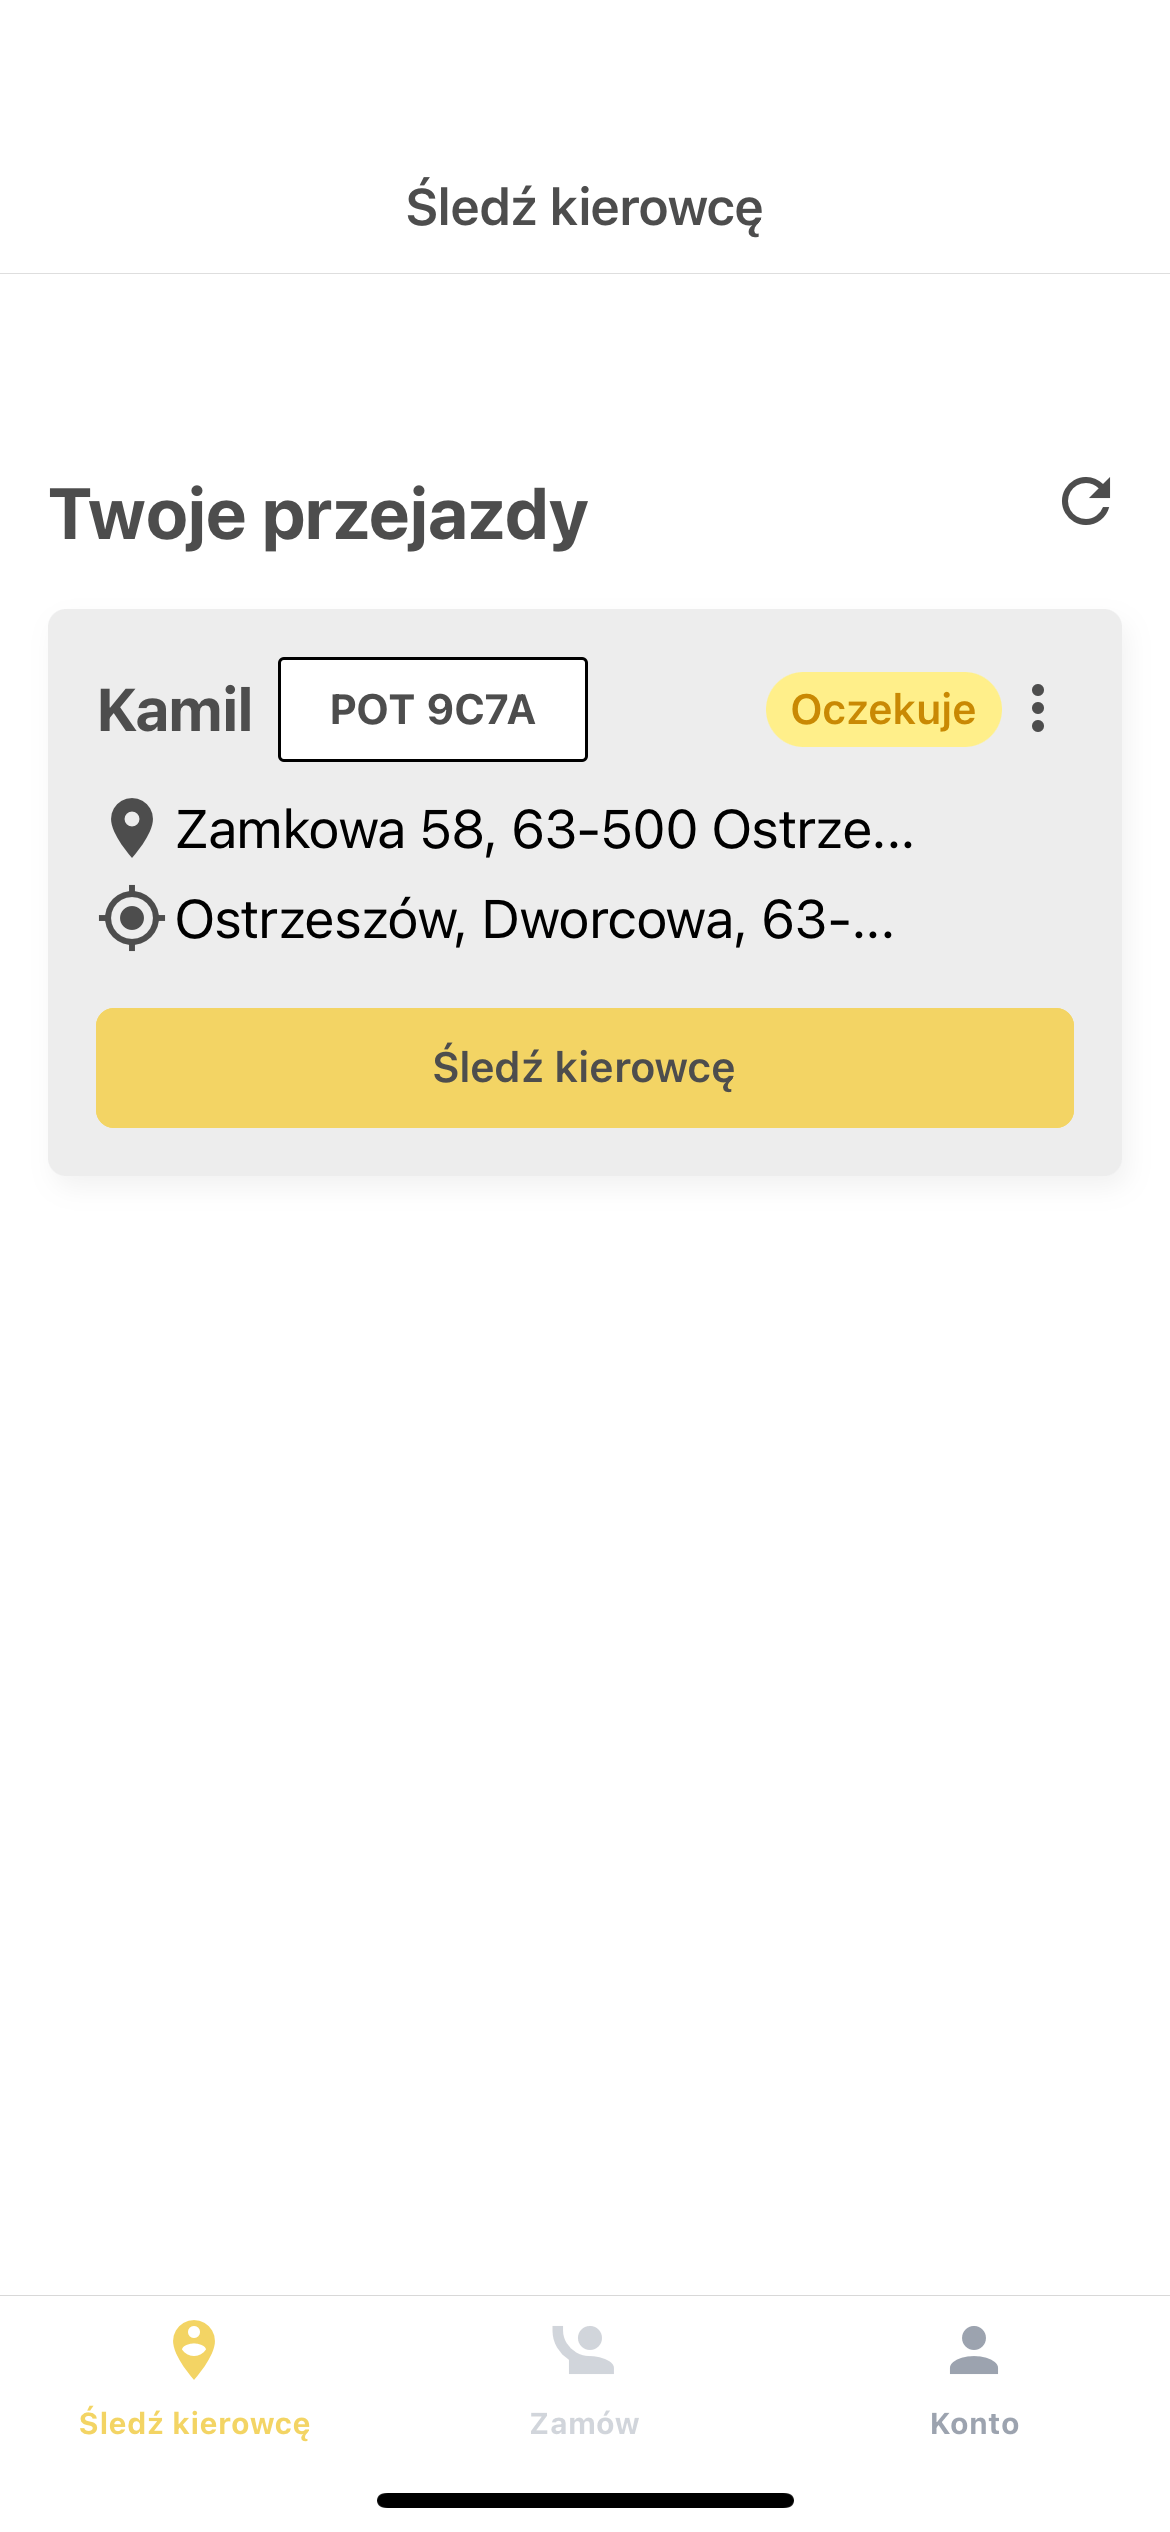 Śledź kierowcę
Twoje przejazdy
Kamil POT 9C7A Oczekuje
Zamkowa 58, 63-500 Ostrze...
Ostrzeszów, Dworcowa, 63-...
Śledź kierowcę
Śledź kierowcę Zamów Konto